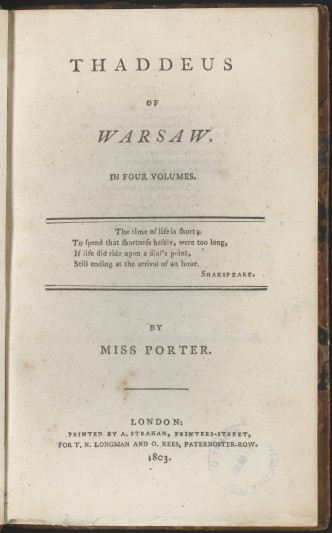 THADDEUS
OF
WARSAW.
IN FOUR VOLUMES.
The time of life is short;
To spend that shortneſs baſely, were too long,
If life did ride upon a dial's point,
Still ending at the arrival of an hour.
SHAKSPEARE.
BY
MISS PORTER.
LONDON:
PRINTED BY A. STRAHAN, PRINTERS-STREET,
FOR T. N. LONGMAN AND O. REES, PATERNOSTER-ROW.
1803.